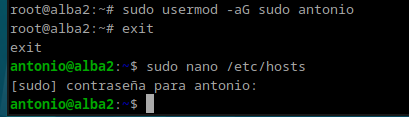 root@alba2:~# sudo usermod -aG sudo antonio
root@alba2:~# exit
exit
antonio@alba2:~$ sudo nano /etc/hosts
[sudo] contraseña para antonio:
antonio@alba2:~$